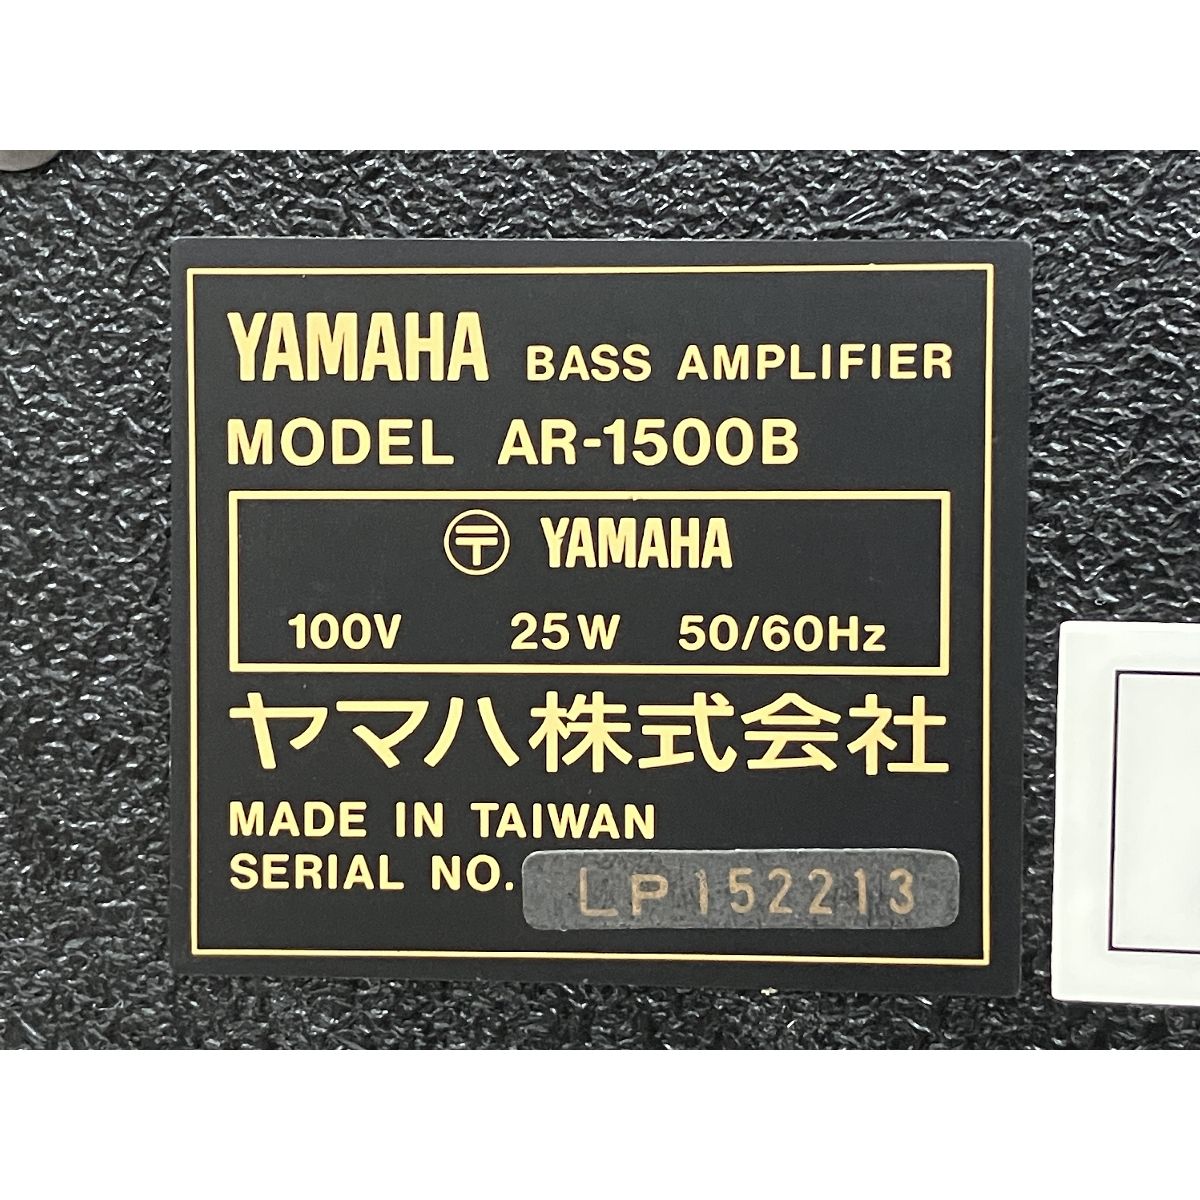 YAMAHA BASS AMPLIFIER
MODEL AR-1500B
〶 YAMAHA
100V 25W 50/60Hz
ヤマハ株式会社
MADE IN TAIWAN
SERIAL NO. LP152213